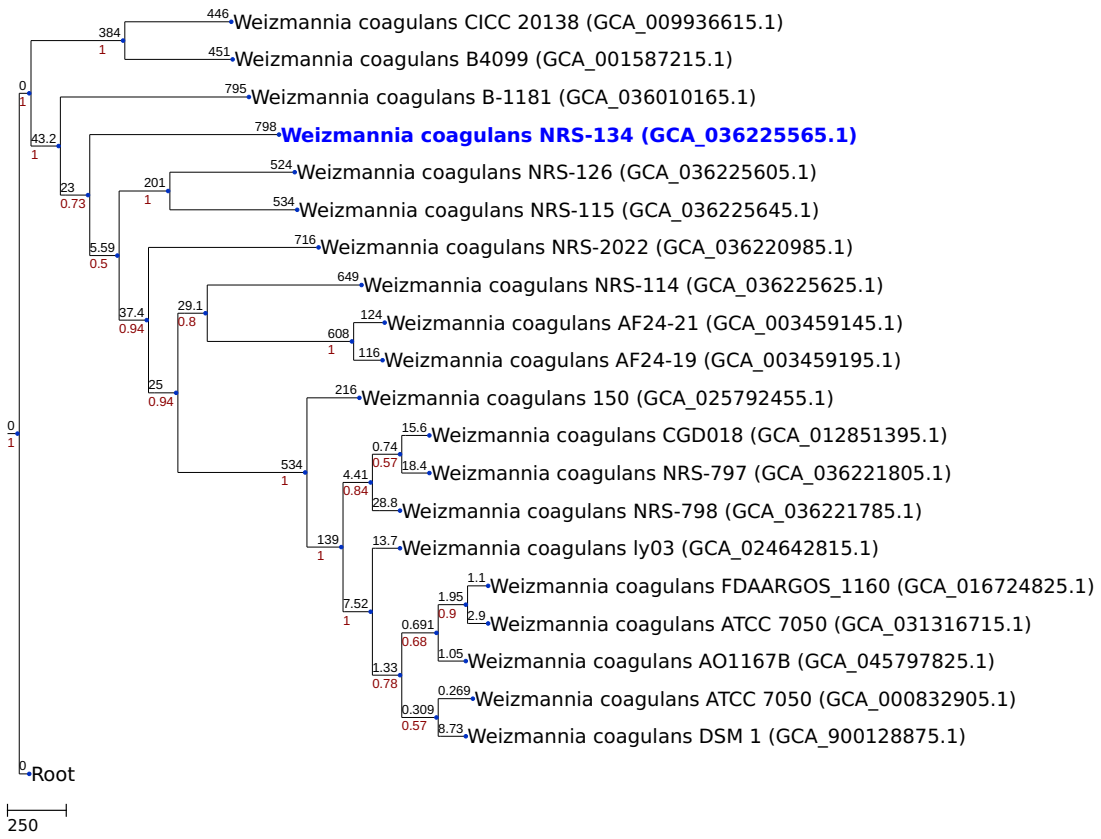 446 Weizmannia coagulans CICC 20138 (GCA_009936615.1)
384
1
451 Weizmannia coagulans B4099 (GCA_001587215.1)
0
1
795 Weizmannia coagulans B-1181 (GCA_036010165.1)
43.2
1
798 Weizmannia coagulans NRS-134 (GCA_036225565.1)
524 Weizmannia coagulans NRS-126 (GCA_036225605.1)
23
0.73
201
1
534 Weizmannia coagulans NRS-115 (GCA_036225645.1)
5.59
0.5
716 Weizmannia coagulans NRS-2022 (GCA_036220985.1)
649 Weizmannia coagulans NRS-114 (GCA_036225625.1)
37.4
0.94
29.1
0.8
124 Weizmannia coagulans AF24-21 (GCA_003459145.1)
608
1
116 Weizmannia coagulans AF24-19 (GCA_003459195.1)
25
0.94
216 Weizmannia coagulans 150 (GCA_025792455.1)
0
1
15.6 Weizmannia coagulans CGD018 (GCA_012851395.1)
0.74
0.57
18.4 Weizmannia coagulans NRS-797 (GCA_036221805.1)
534
1
4.41
0.84
28.8 Weizmannia coagulans NRS-798 (GCA_036221785.1)
139
1
13.7 Weizmannia coagulans ly03 (GCA_024642815.1)
1.1 Weizmannia coagulans FDAARGOS_1160 (GCA_016724825.1)
7.52
1
1.95
0.9
2.9 Weizmannia coagulans ATCC 7050 (GCA_031316715.1)
0.691
0.68
1.05 Weizmannia coagulans AO1167B (GCA_045797825.1)
1.33
0.78
0.269 Weizmannia coagulans ATCC 7050 (GCA_000832905.1)
0.309
0.57
8.73 Weizmannia coagulans DSM 1 (GCA_900128875.1)
0 Root
250